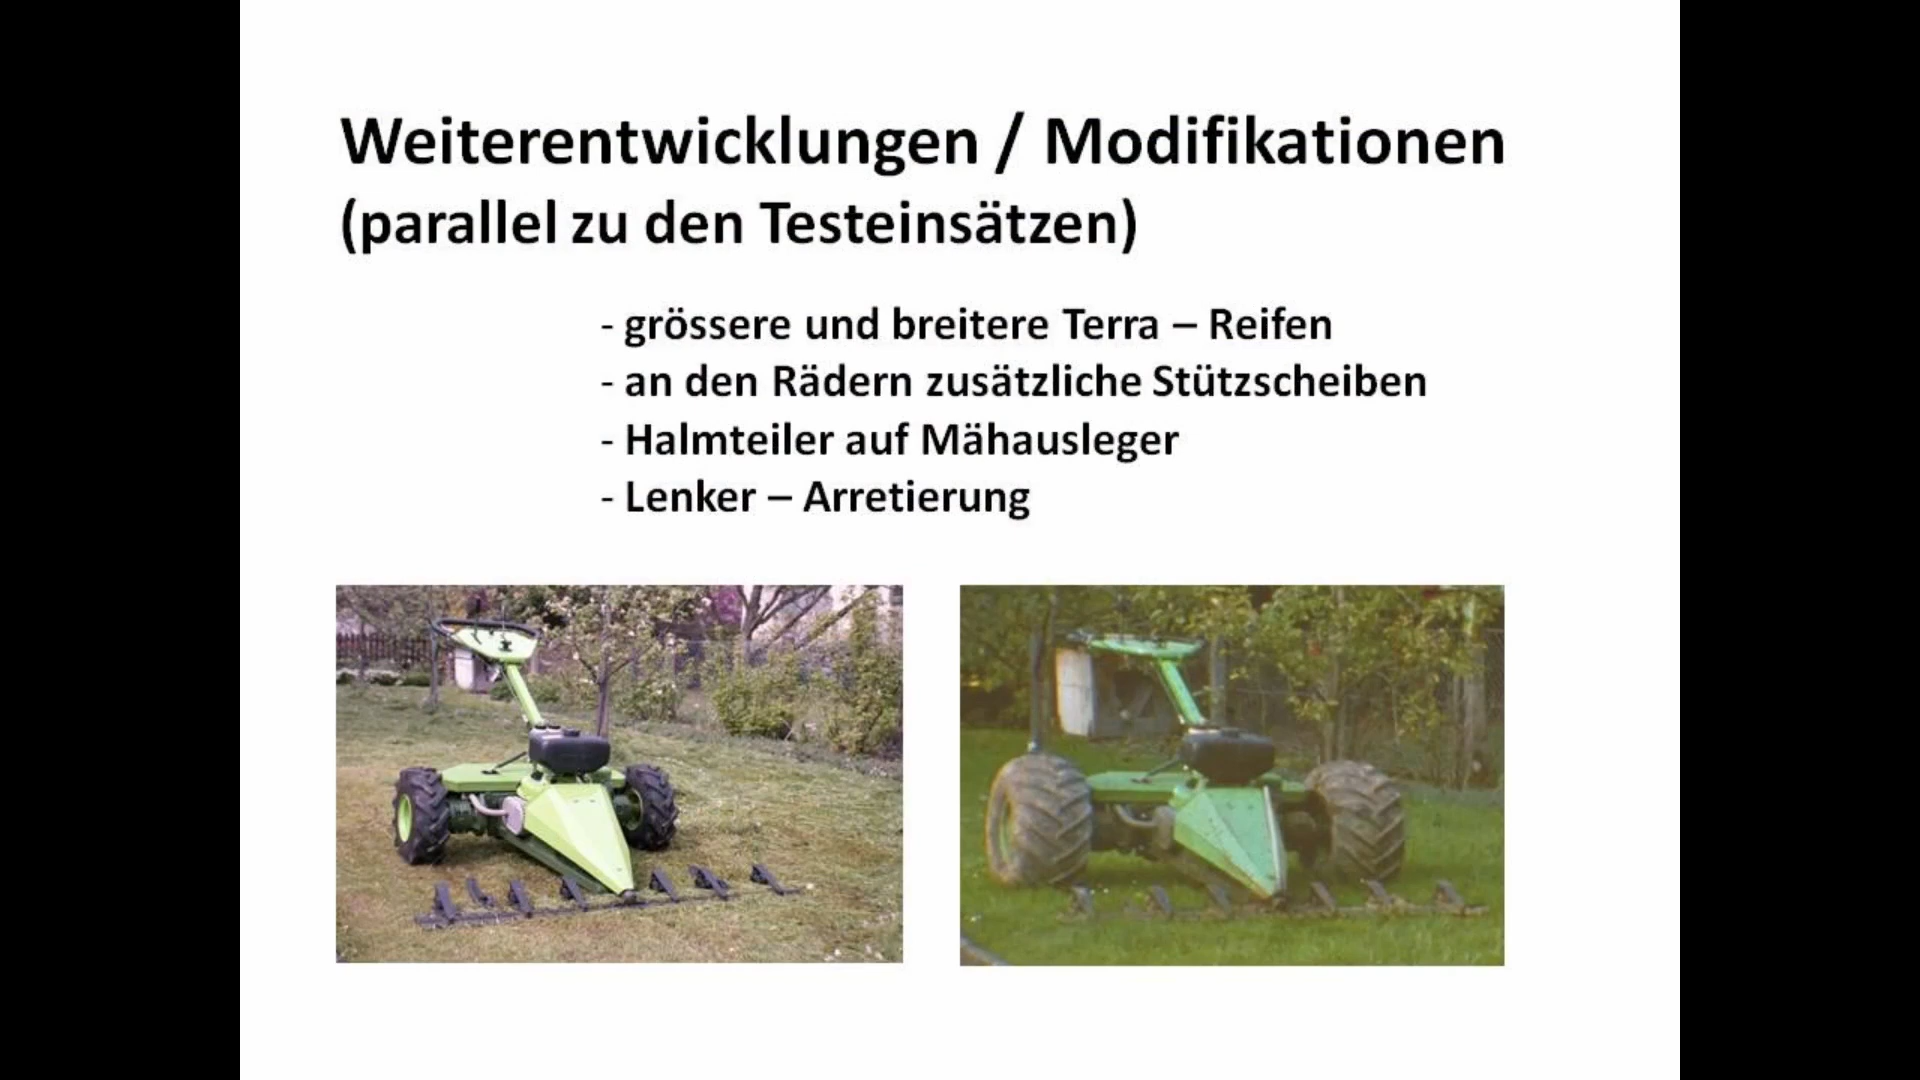 Weiterentwicklungen / Modifikationen
(parallel zu den Testeinsätzen)
- grössere und breitere Terra – Reifen
- an den Rädern zusätzliche Stützscheiben
- Halmteiler auf Mähausleger
- Lenker – Arretierung